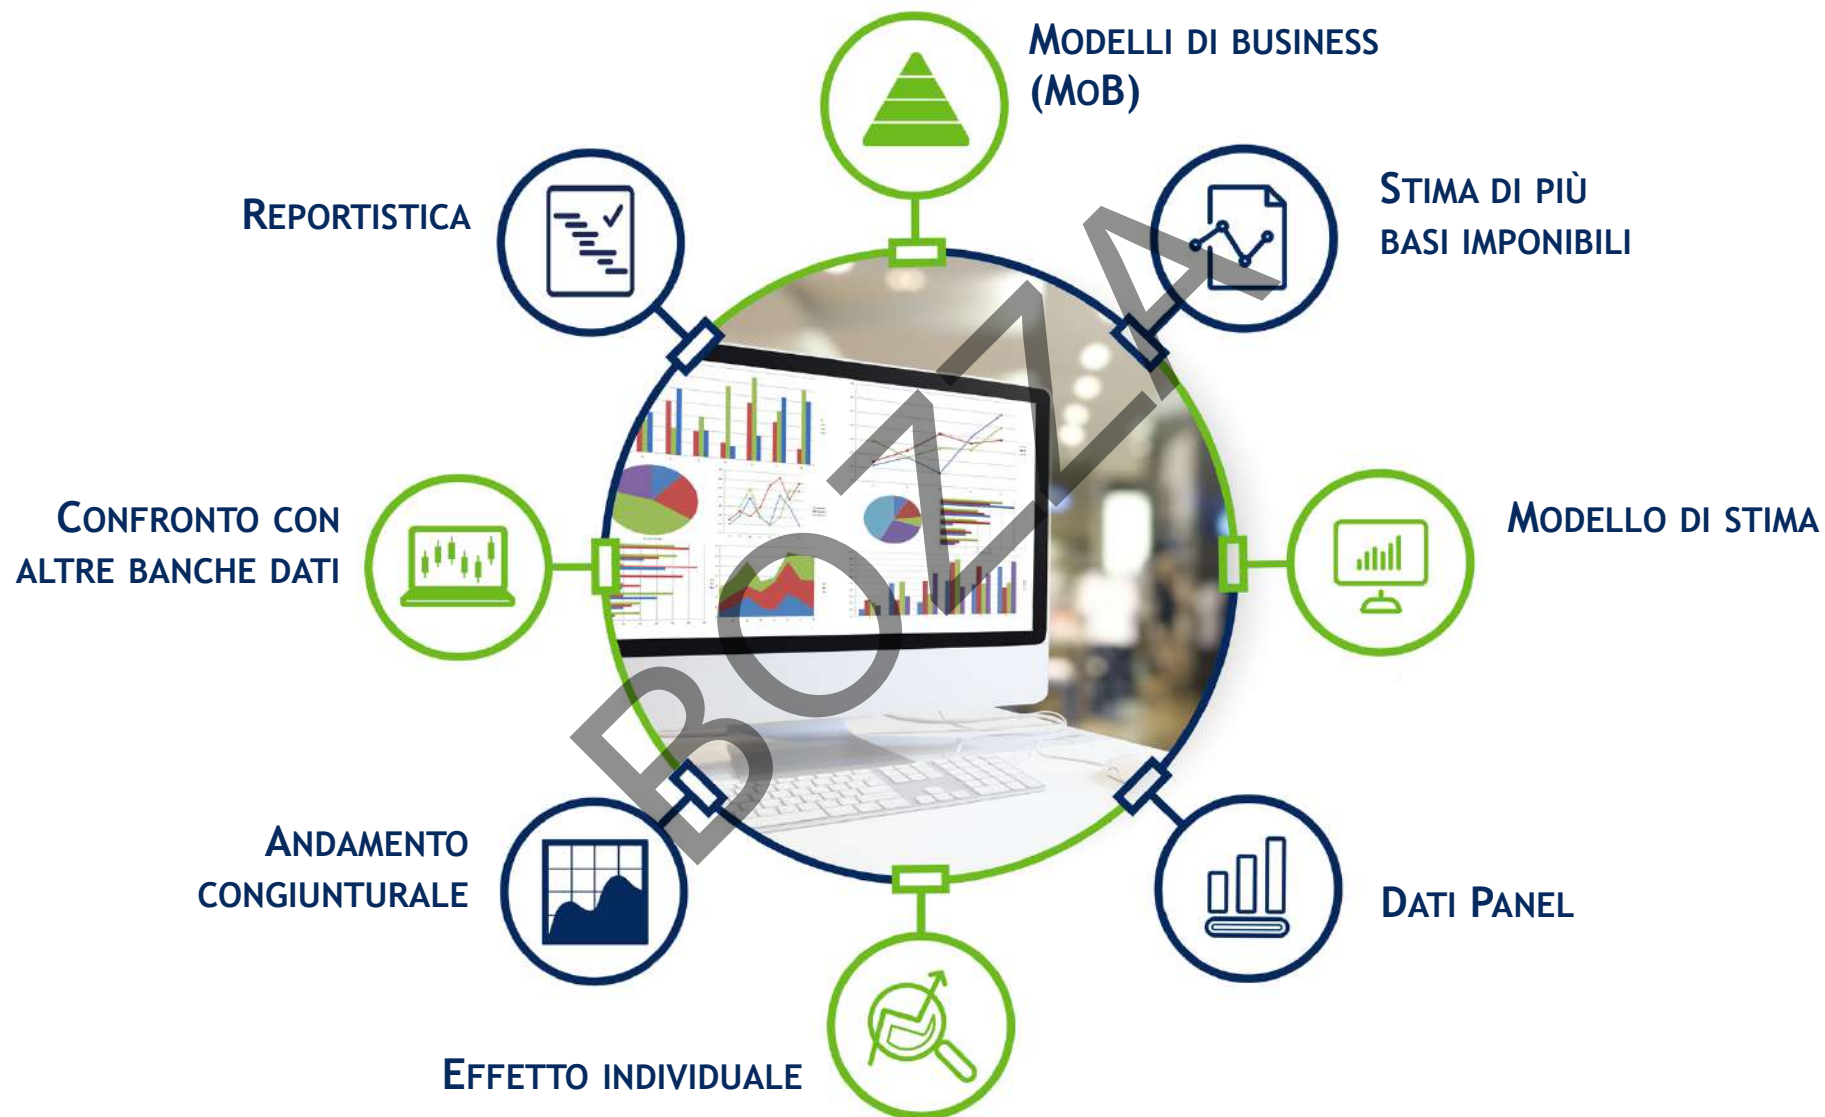 MODELLI DI BUSINESS
(MOB)
STIMA DI PIÙ
BASI IMPONIBILI
REPORTISTICA
MODELLO DI STIMA
CONFRONTO CON
ALTRE BANCHE DATI
DATI PANEL
ANDAMENTO
CONGIUNTURALE
EFFETTO INDIVIDUALE
BOZZA